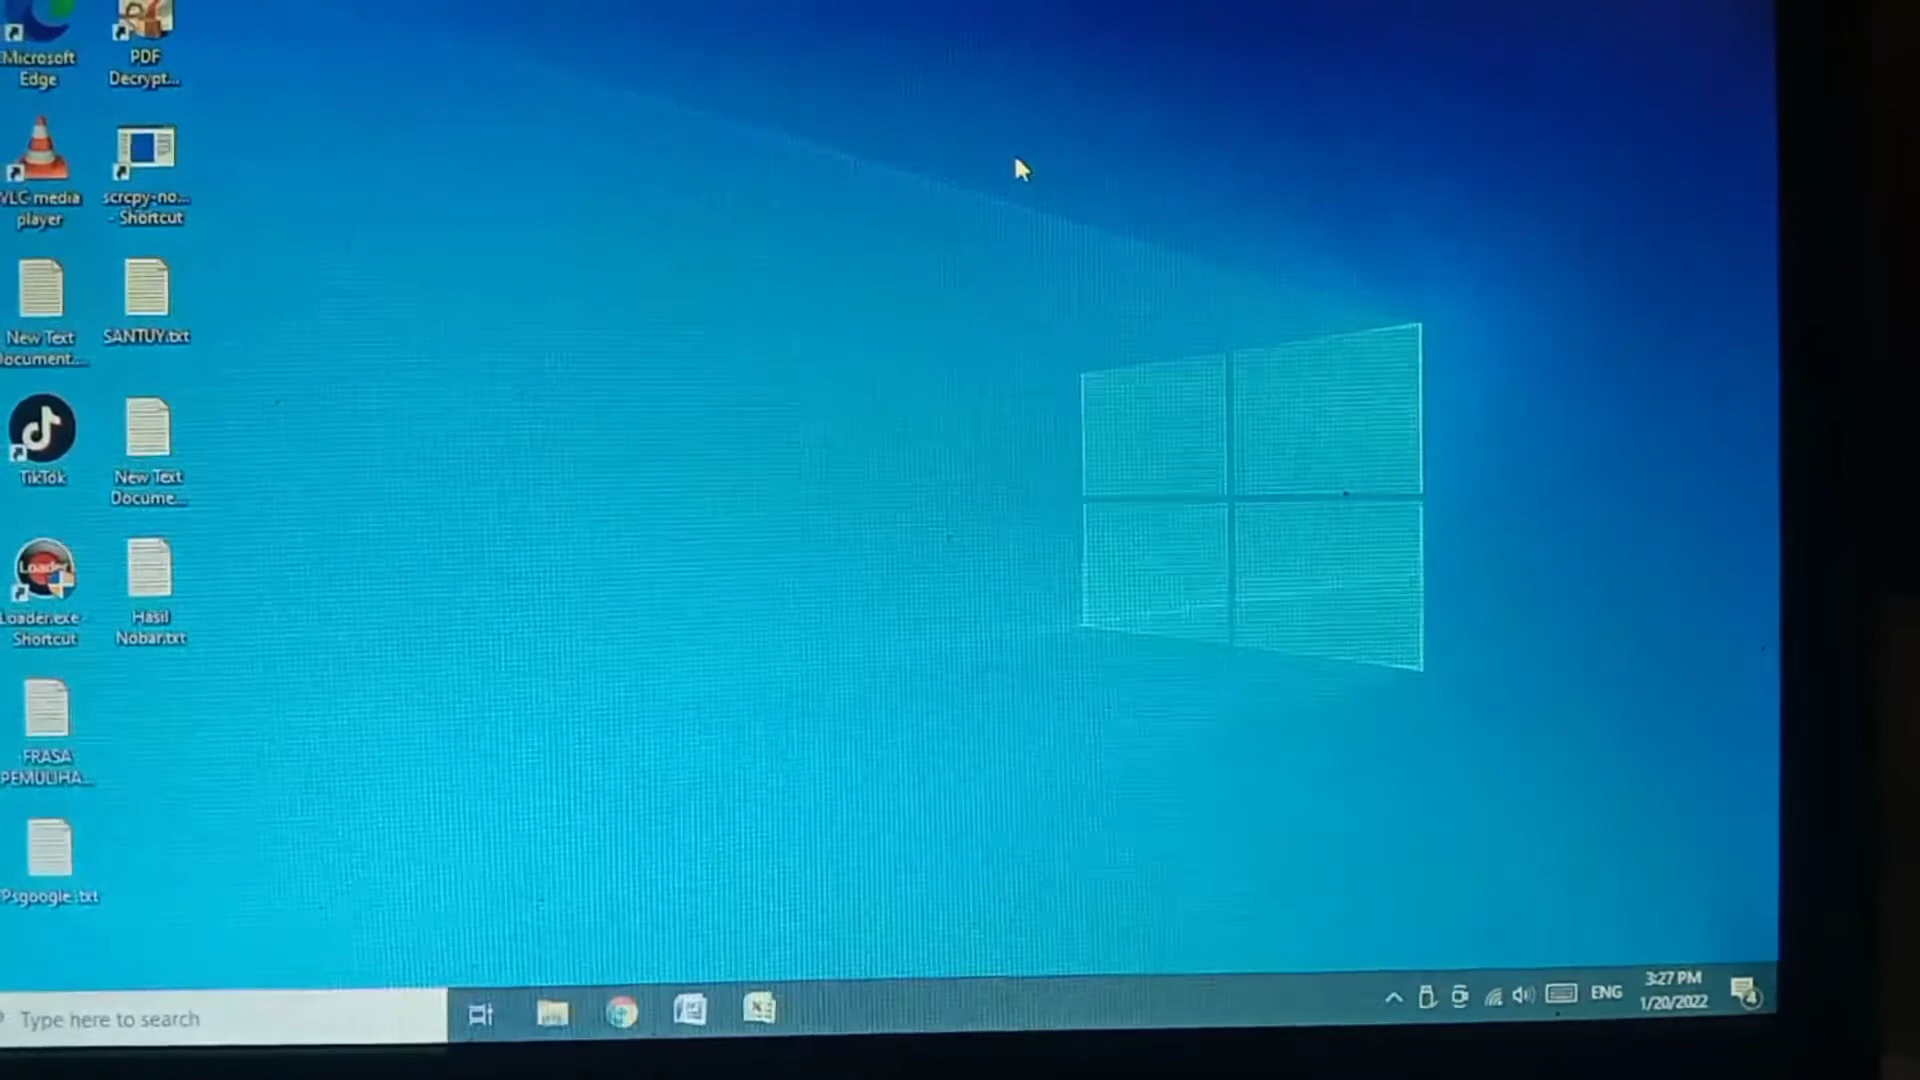 Microsoft
Edge
PDF
Decrypt...
VLC media
player
scrcpy-no...
- Shortcut
New Text
Document....
SANTUY.txt
TikTok
New Text
Docume...
Loader
Loader.exe -
Shortcut
Hasil
Nobar.txt
FRASA
PEMULIHA...
Psgoogle.txt
Type here to search
ENG
3:27 PM
1/20/2022
4